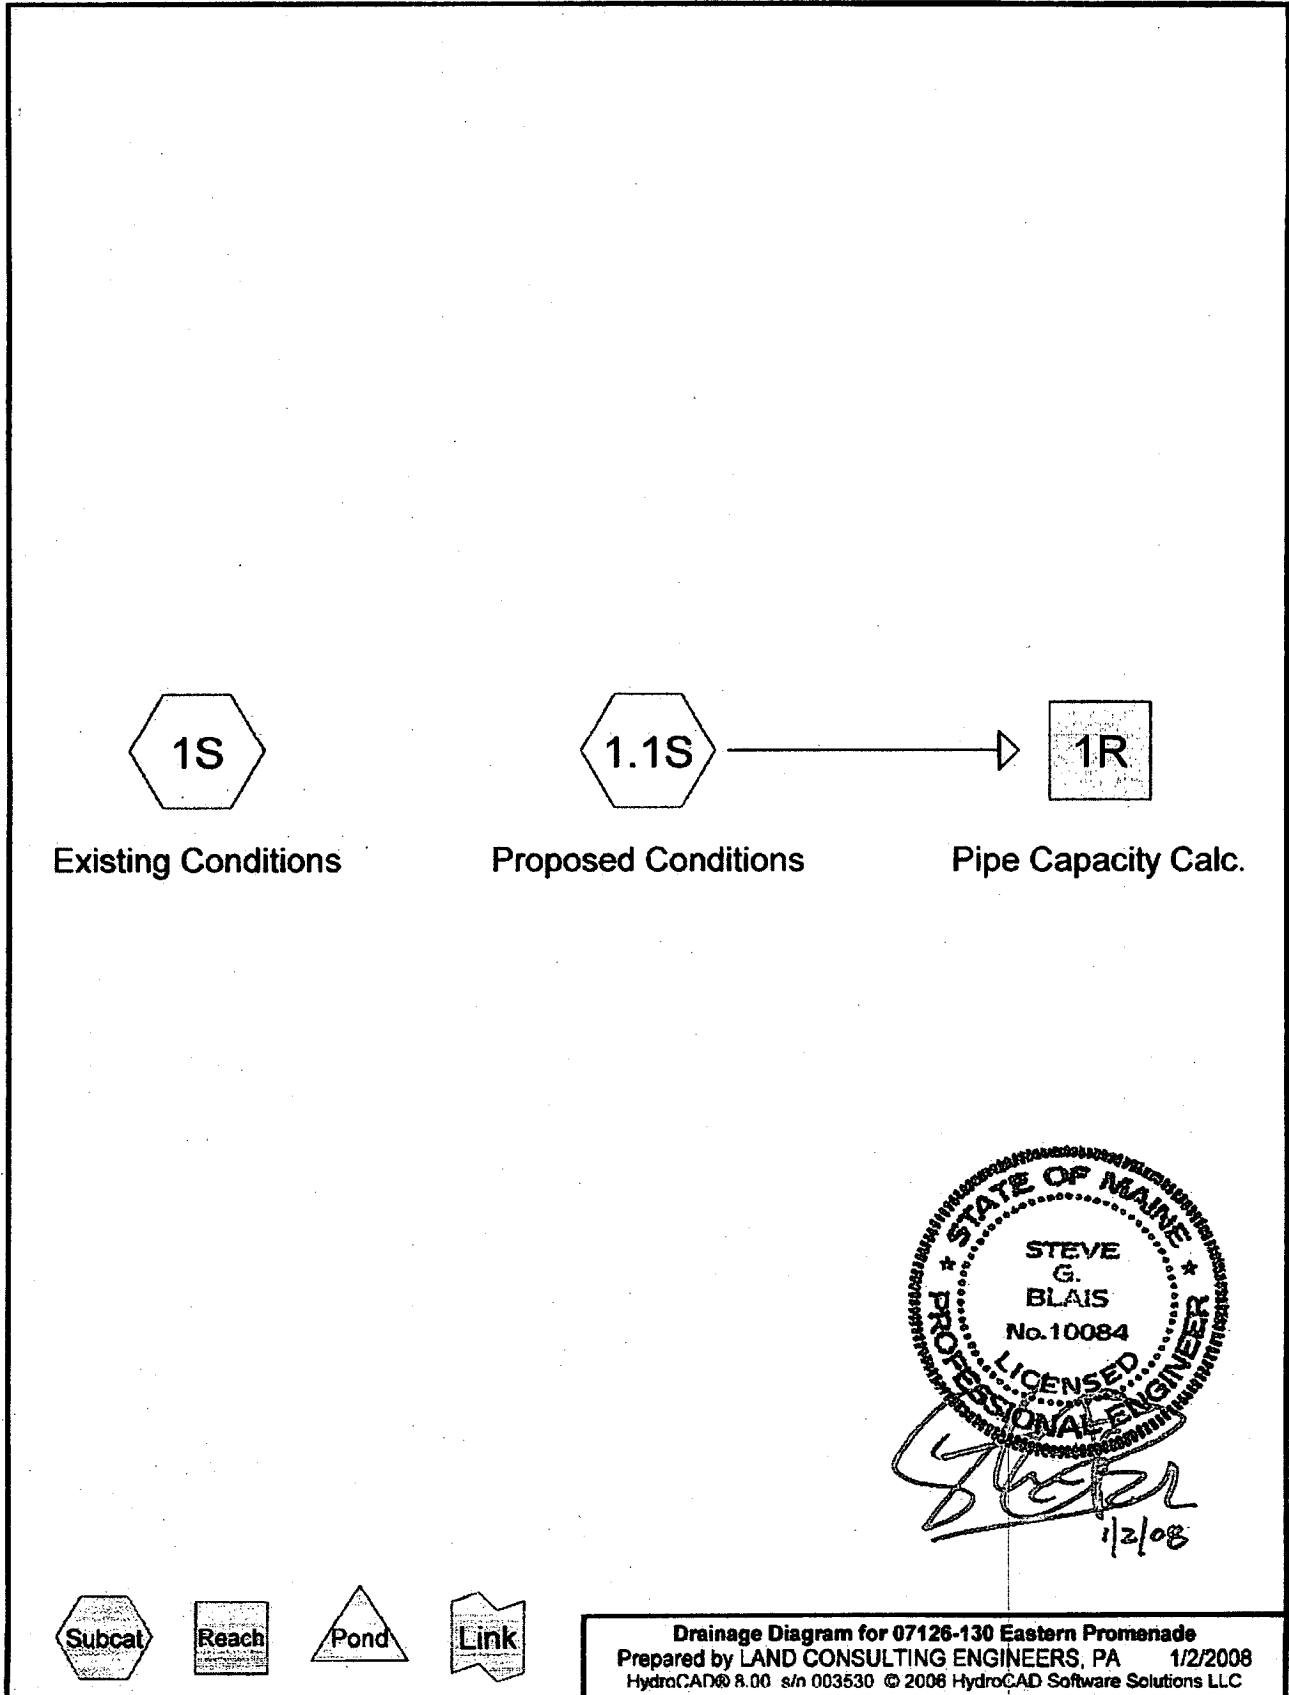 1S
1.1S
1R
Existing Conditions
Proposed Conditions
Pipe Capacity Calc.
★ STATE OF MAINE ★
STEVE
G.
BLAIS
No.10084
LICENSED
PROFESSIONAL ENGINEER
1/2/08
Subcat
Reach
Pond
Link
Drainage Diagram for 07126-130 Eastern Promenade
Prepared by LAND CONSULTING ENGINEERS, PA 1/2/2008
HydroCAD® 8.00 s/n 003530 © 2006 HydroCAD Software Solutions LLC